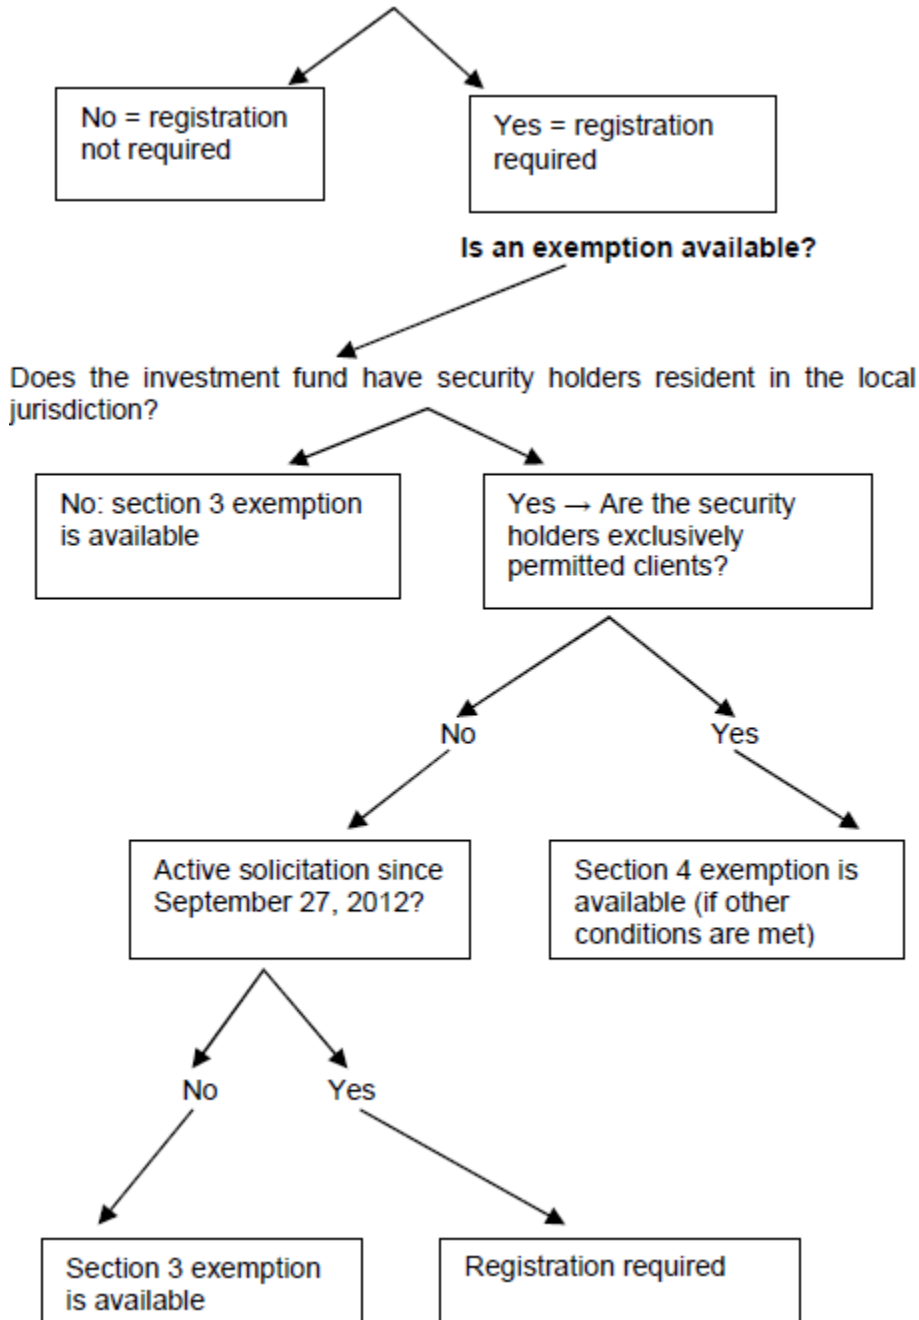 No = registration
not required
Yes = registration
required
Is an exemption available?
Does the investment fund have security holders resident in the local
jurisdiction?
No: section 3 exemption
is available
Yes → Are the security
holders exclusively
permitted clients?
No
Yes
Active solicitation since
September 27, 2012?
Section 4 exemption is
available (if other
conditions are met)
No
Yes
Section 3 exemption
is available
Registration required